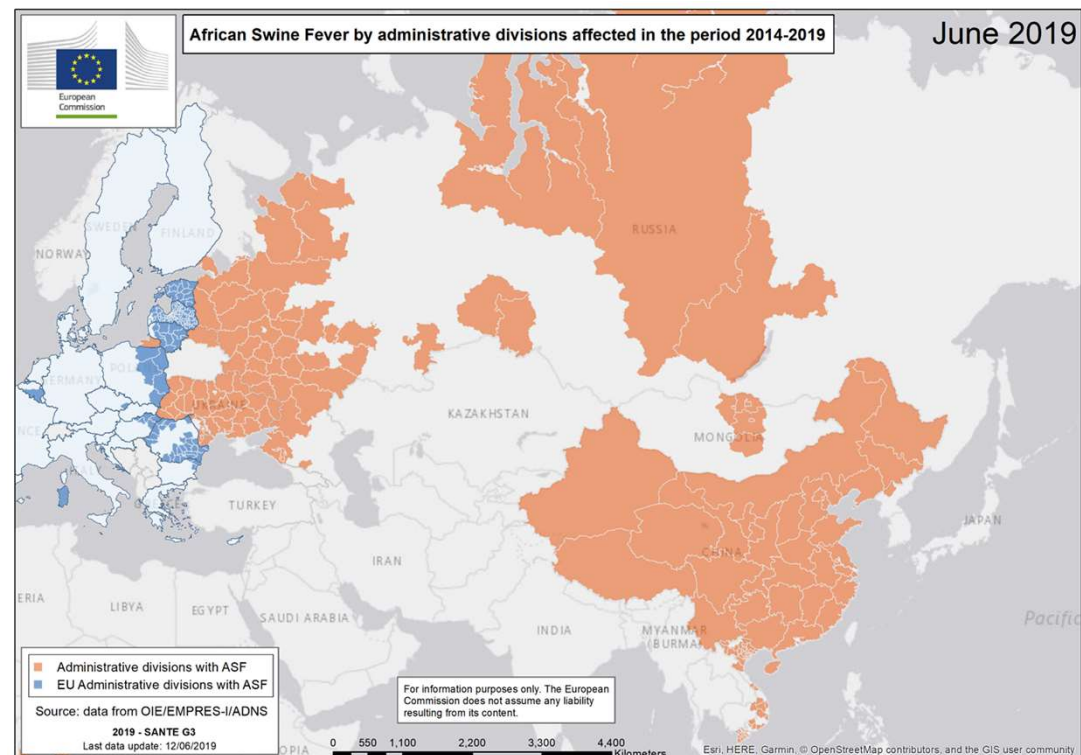 European
Commission
African Swine Fever by administrative divisions affected in the period 2014-2019
June 2019
SWEDEN
FINLAND
NORWAY
RUSSIA
GERMANY
POLAND
UKRAINE
KAZAKHSTAN
MONGOLIA
TURKEY
JAPAN
CHINA
IRAN
ERIA
LIBYA
EGYPT
SAUDI ARABIA
INDIA
MYANMAR
(BURMA)
Pacific
Administrative divisions with ASF
EU Administrative divisions with ASF
Source: data from OIE/EMPRES-I/ADNS
2019 - SANTE G3
Last data update: 12/06/2019
For information purposes only. The European
Commission does not assume any liability
resulting from its content.
OPIA
0 550 1,100 2,200 3,300 4,400
Kilometers
Esri, HERE, Garmin, © OpenStreetMap contributors, and the GIS user community